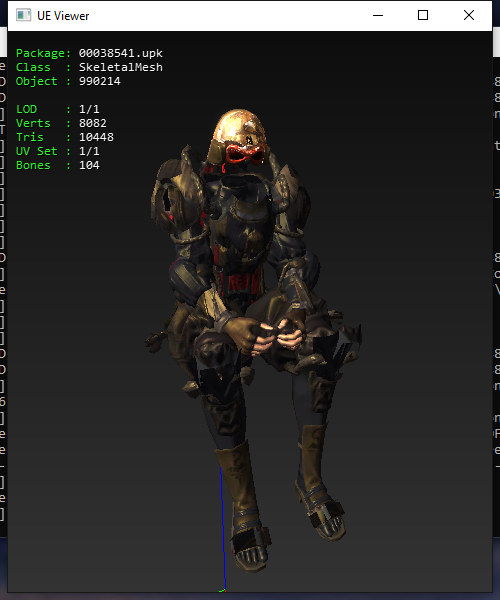 UE Viewer
Package: 00038541.upk
Class  : SkeletalMesh
Object : 990214
LOD    : 1/1
Verts  : 8082
Tris   : 10448
UV Set : 1/1
Bones  : 104